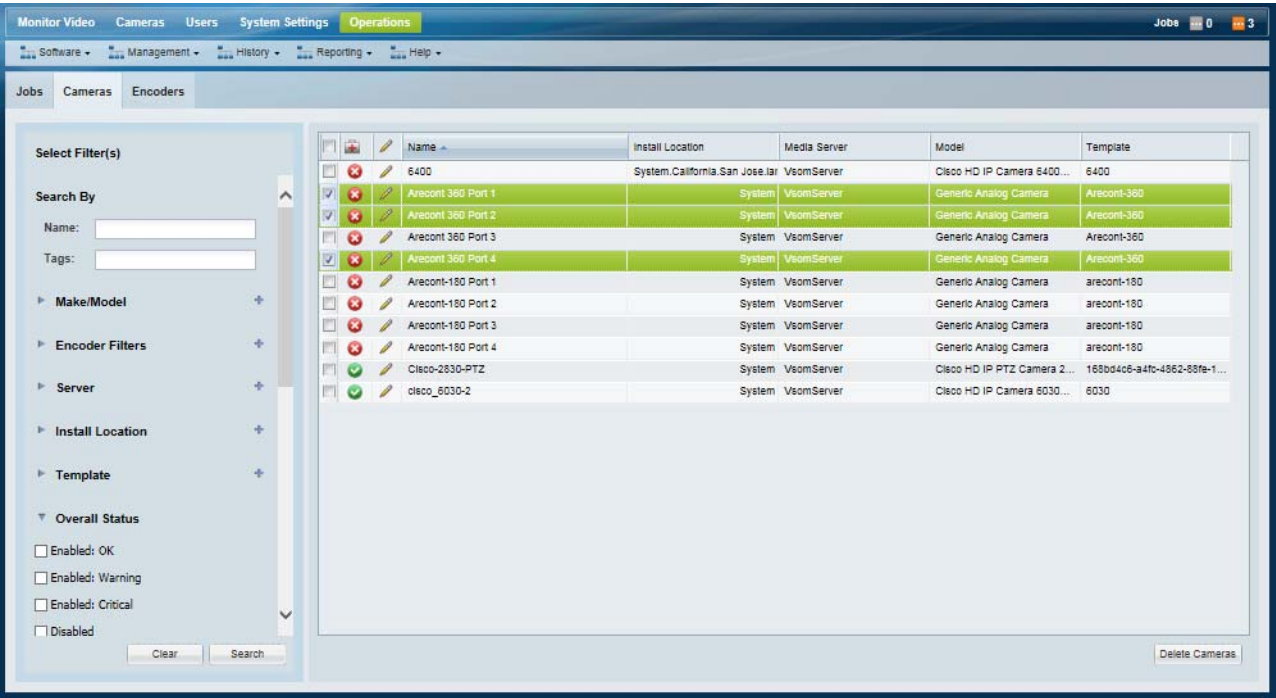 Monitor Video Cameras Users System Settings Operations Jobs 0 3
Software Management History Reporting Help
Jobs Cameras Encoders
Select Filter(s)
Search By
Name:
Tags:
Make/Model
Encoder Filters
Server
Install Location
Template
Overall Status
Enabled: OK
Enabled: Warning
Enabled: Critical
Disabled
Clear Search
Name Install Location Media Server Model Template
6400 System.California.San Jose.lar VsomServer Cisco HD IP Camera 6400... 6400
Arecont 360 Port 1 System VsomServer Generic Analog Camera Arecont-360
Arecont 360 Port 2 System VsomServer Generic Analog Camera Arecont-360
Arecont 360 Port 3 System VsomServer Generic Analog Camera Arecont-360
Arecont 360 Port 4 System VsomServer Generic Analog Camera Arecont-360
Arecont-180 Port 1 System VsomServer Generic Analog Camera arecont-180
Arecont-180 Port 2 System VsomServer Generic Analog Camera arecont-180
Arecont-180 Port 3 System VsomServer Generic Analog Camera arecont-180
Arecont-180 Port 4 System VsomServer Generic Analog Camera arecont-180
Cisco-2830-PTZ System VsomServer Cisco HD IP PTZ Camera 2... 168bd4c6-a4fc-4862-88fe-1...
cisco_6030-2 System VsomServer Cisco HD IP Camera 6030... 6030
Delete Cameras